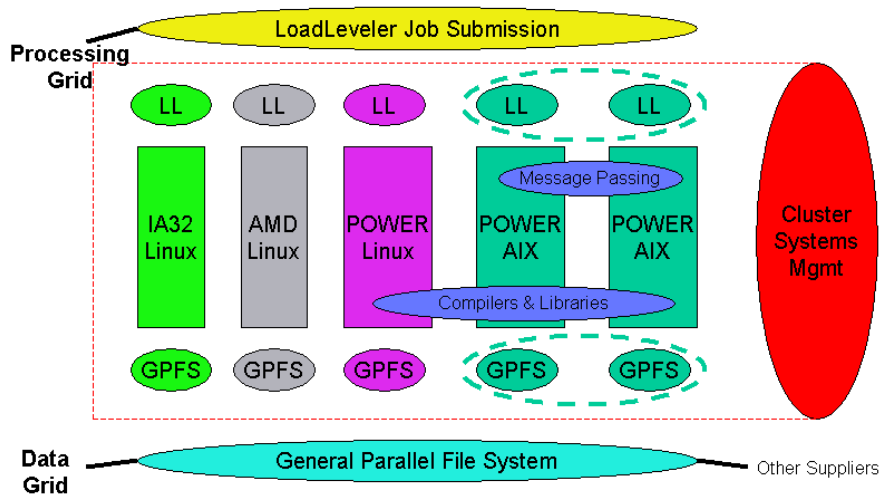 LoadLeveler Job Submission
Processing
Grid
LL
LL
LL
LL
LL
Message Passing
IA32
Linux
AMD
Linux
POWER
Linux
POWER
AIX
POWER
AIX
Cluster
Systems
Mgmt
Compilers & Libraries
GPFS
GPFS
GPFS
GPFS
GPFS
Data
Grid
General Parallel File System
Other Suppliers